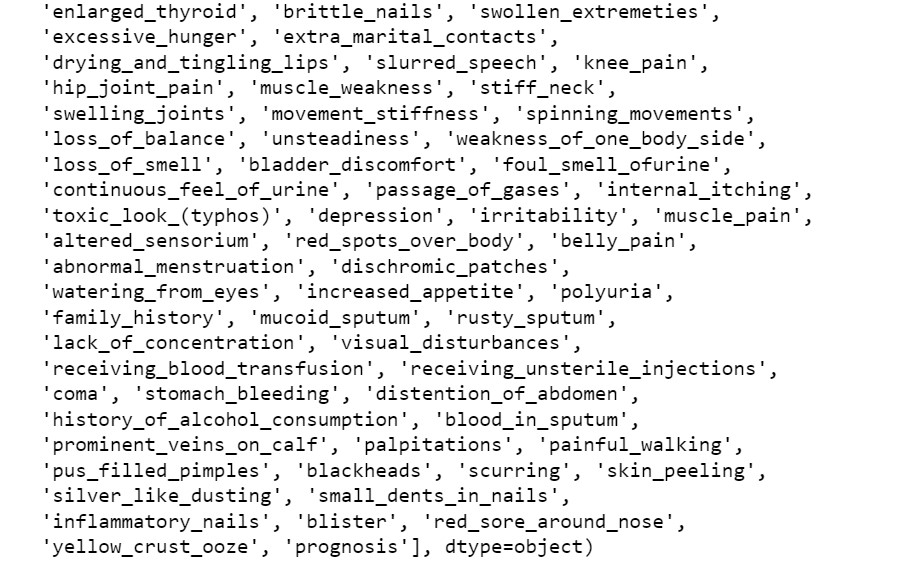 'enlarged_thyroid', 'brittle_nails', 'swollen_extremeties',
'excessive_hunger', 'extra_marital_contacts',
'drying_and_tingling_lips', 'slurred_speech', 'knee_pain',
'hip_joint_pain', 'muscle_weakness', 'stiff_neck',
'swelling_joints', 'movement_stiffness', 'spinning_movements',
'loss_of_balance', 'unsteadiness', 'weakness_of_one_body_side',
'loss_of_smell', 'bladder_discomfort', 'foul_smell_ofurine',
'continuous_feel_of_urine', 'passage_of_gases', 'internal_itching',
'toxic_look_(typhos)', 'depression', 'irritability', 'muscle_pain',
'altered_sensorium', 'red_spots_over_body', 'belly_pain',
'abnormal_menstruation', 'dischromic_patches',
'watering_from_eyes', 'increased_appetite', 'polyuria',
'family_history', 'mucoid_sputum', 'rusty_sputum',
'lack_of_concentration', 'visual_disturbances',
'receiving_blood_transfusion', 'receiving_unsterile_injections',
'coma', 'stomach_bleeding', 'distention_of_abdomen',
'history_of_alcohol_consumption', 'blood_in_sputum',
'prominent_veins_on_calf', 'palpitations', 'painful_walking',
'pus_filled_pimples', 'blackheads', 'scurring', 'skin_peeling',
'silver_like_dusting', 'small_dents_in_nails',
'inflammatory_nails', 'blister', 'red_sore_around_nose',
'yellow_crust_ooze', 'prognosis'], dtype=object)